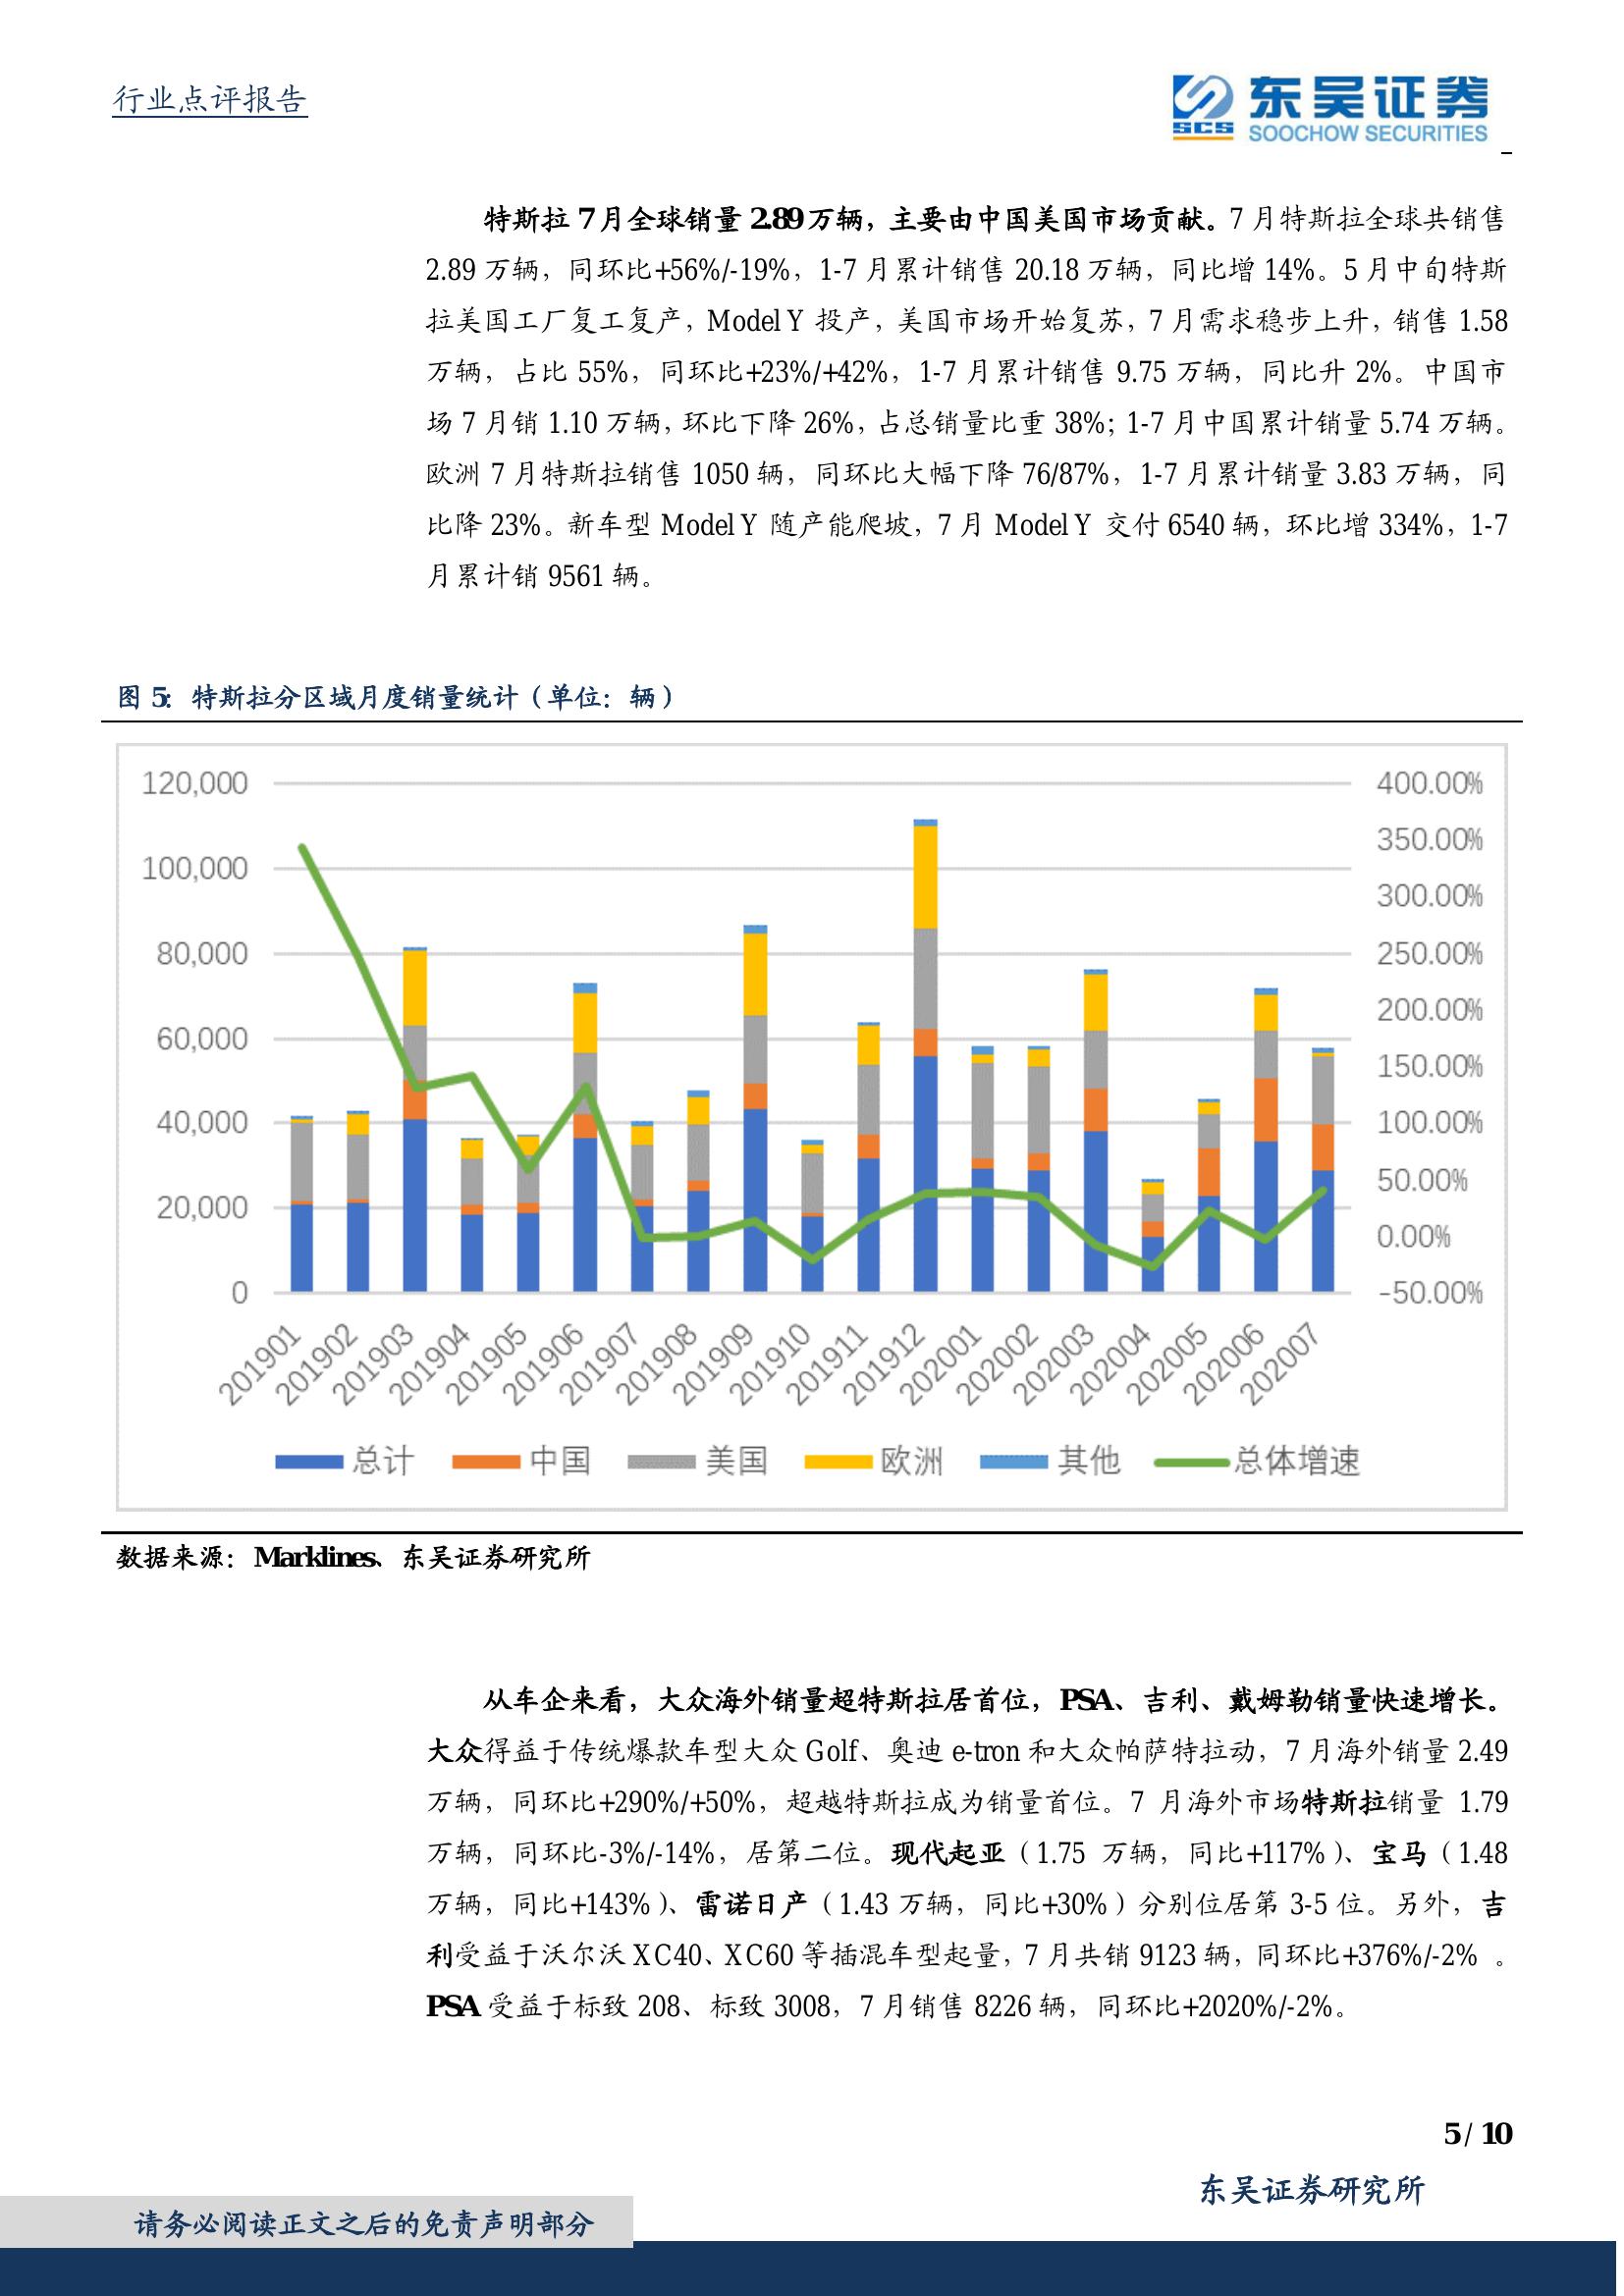 行业点评报告
SCS
东吴证券
SOOCHOW SECURITIES
特斯拉 7 月全球销量 2.89 万辆，主要由中国美国市场贡献。7 月特斯拉全球共销售
2.89 万辆，同环比+56%/-19%，1-7 月累计销售 20.18 万辆，同比增 14%。5 月中旬特斯
拉美国工厂复工复产，Model Y 投产，美国市场开始复苏，7 月需求稳步上升，销售 1.58
万辆，占比 55%，同环比+23%/+42%，1-7 月累计销售 9.75 万辆，同比升 2%。中国市
场 7 月销 1.10 万辆，环比下降 26%，占总销量比重 38%；1-7 月中国累计销量 5.74 万辆。
欧洲 7 月特斯拉销售 1050 辆，同环比大幅下降 76/87%，1-7 月累计销量 3.83 万辆，同
比降 23%。新车型 Model Y 随产能爬坡，7 月 Model Y 交付 6540 辆，环比增 334%，1-7
月累计销 9561 辆。
图 5：特斯拉分区域月度销量统计（单位：辆）
120,000
100,000
80,000
60,000
40,000
20,000
0
400.00%
350.00%
300.00%
250.00%
200.00%
150.00%
100.00%
50.00%
0.00%
-50.00%
201901 201902 201903 201904 201905 201906 201907 201908 201909 201910 201911 201912 202001 202002 202003 202004 202005 202006 202007
总计 中国 美国 欧洲 其他 总体增速
数据来源：Marklines、东吴证券研究所
从车企来看，大众海外销量超特斯拉居首位，PSA、吉利、戴姆勒销量快速增长。
大众得益于传统爆款车型大众 Golf、奥迪 e-tron 和大众帕萨特拉动，7 月海外销量 2.49
万辆，同环比+290%/+50%，超越特斯拉成为销量首位。7 月海外市场特斯拉销量 1.79
万辆，同环比-3%/-14%，居第二位。现代起亚（1.75 万辆，同比+117%）、宝马（1.48
万辆，同比+143%）、雷诺日产（1.43 万辆，同比+30%）分别位居第 3-5 位。另外，吉
利受益于沃尔沃 XC40、XC60 等插混车型起量，7 月共销 9123 辆，同环比+376%/-2% 。
PSA 受益于标致 208、标致 3008，7 月销售 8226 辆，同环比+2020%/-2%。
5 / 10
东吴证券研究所
请务必阅读正文之后的免责声明部分